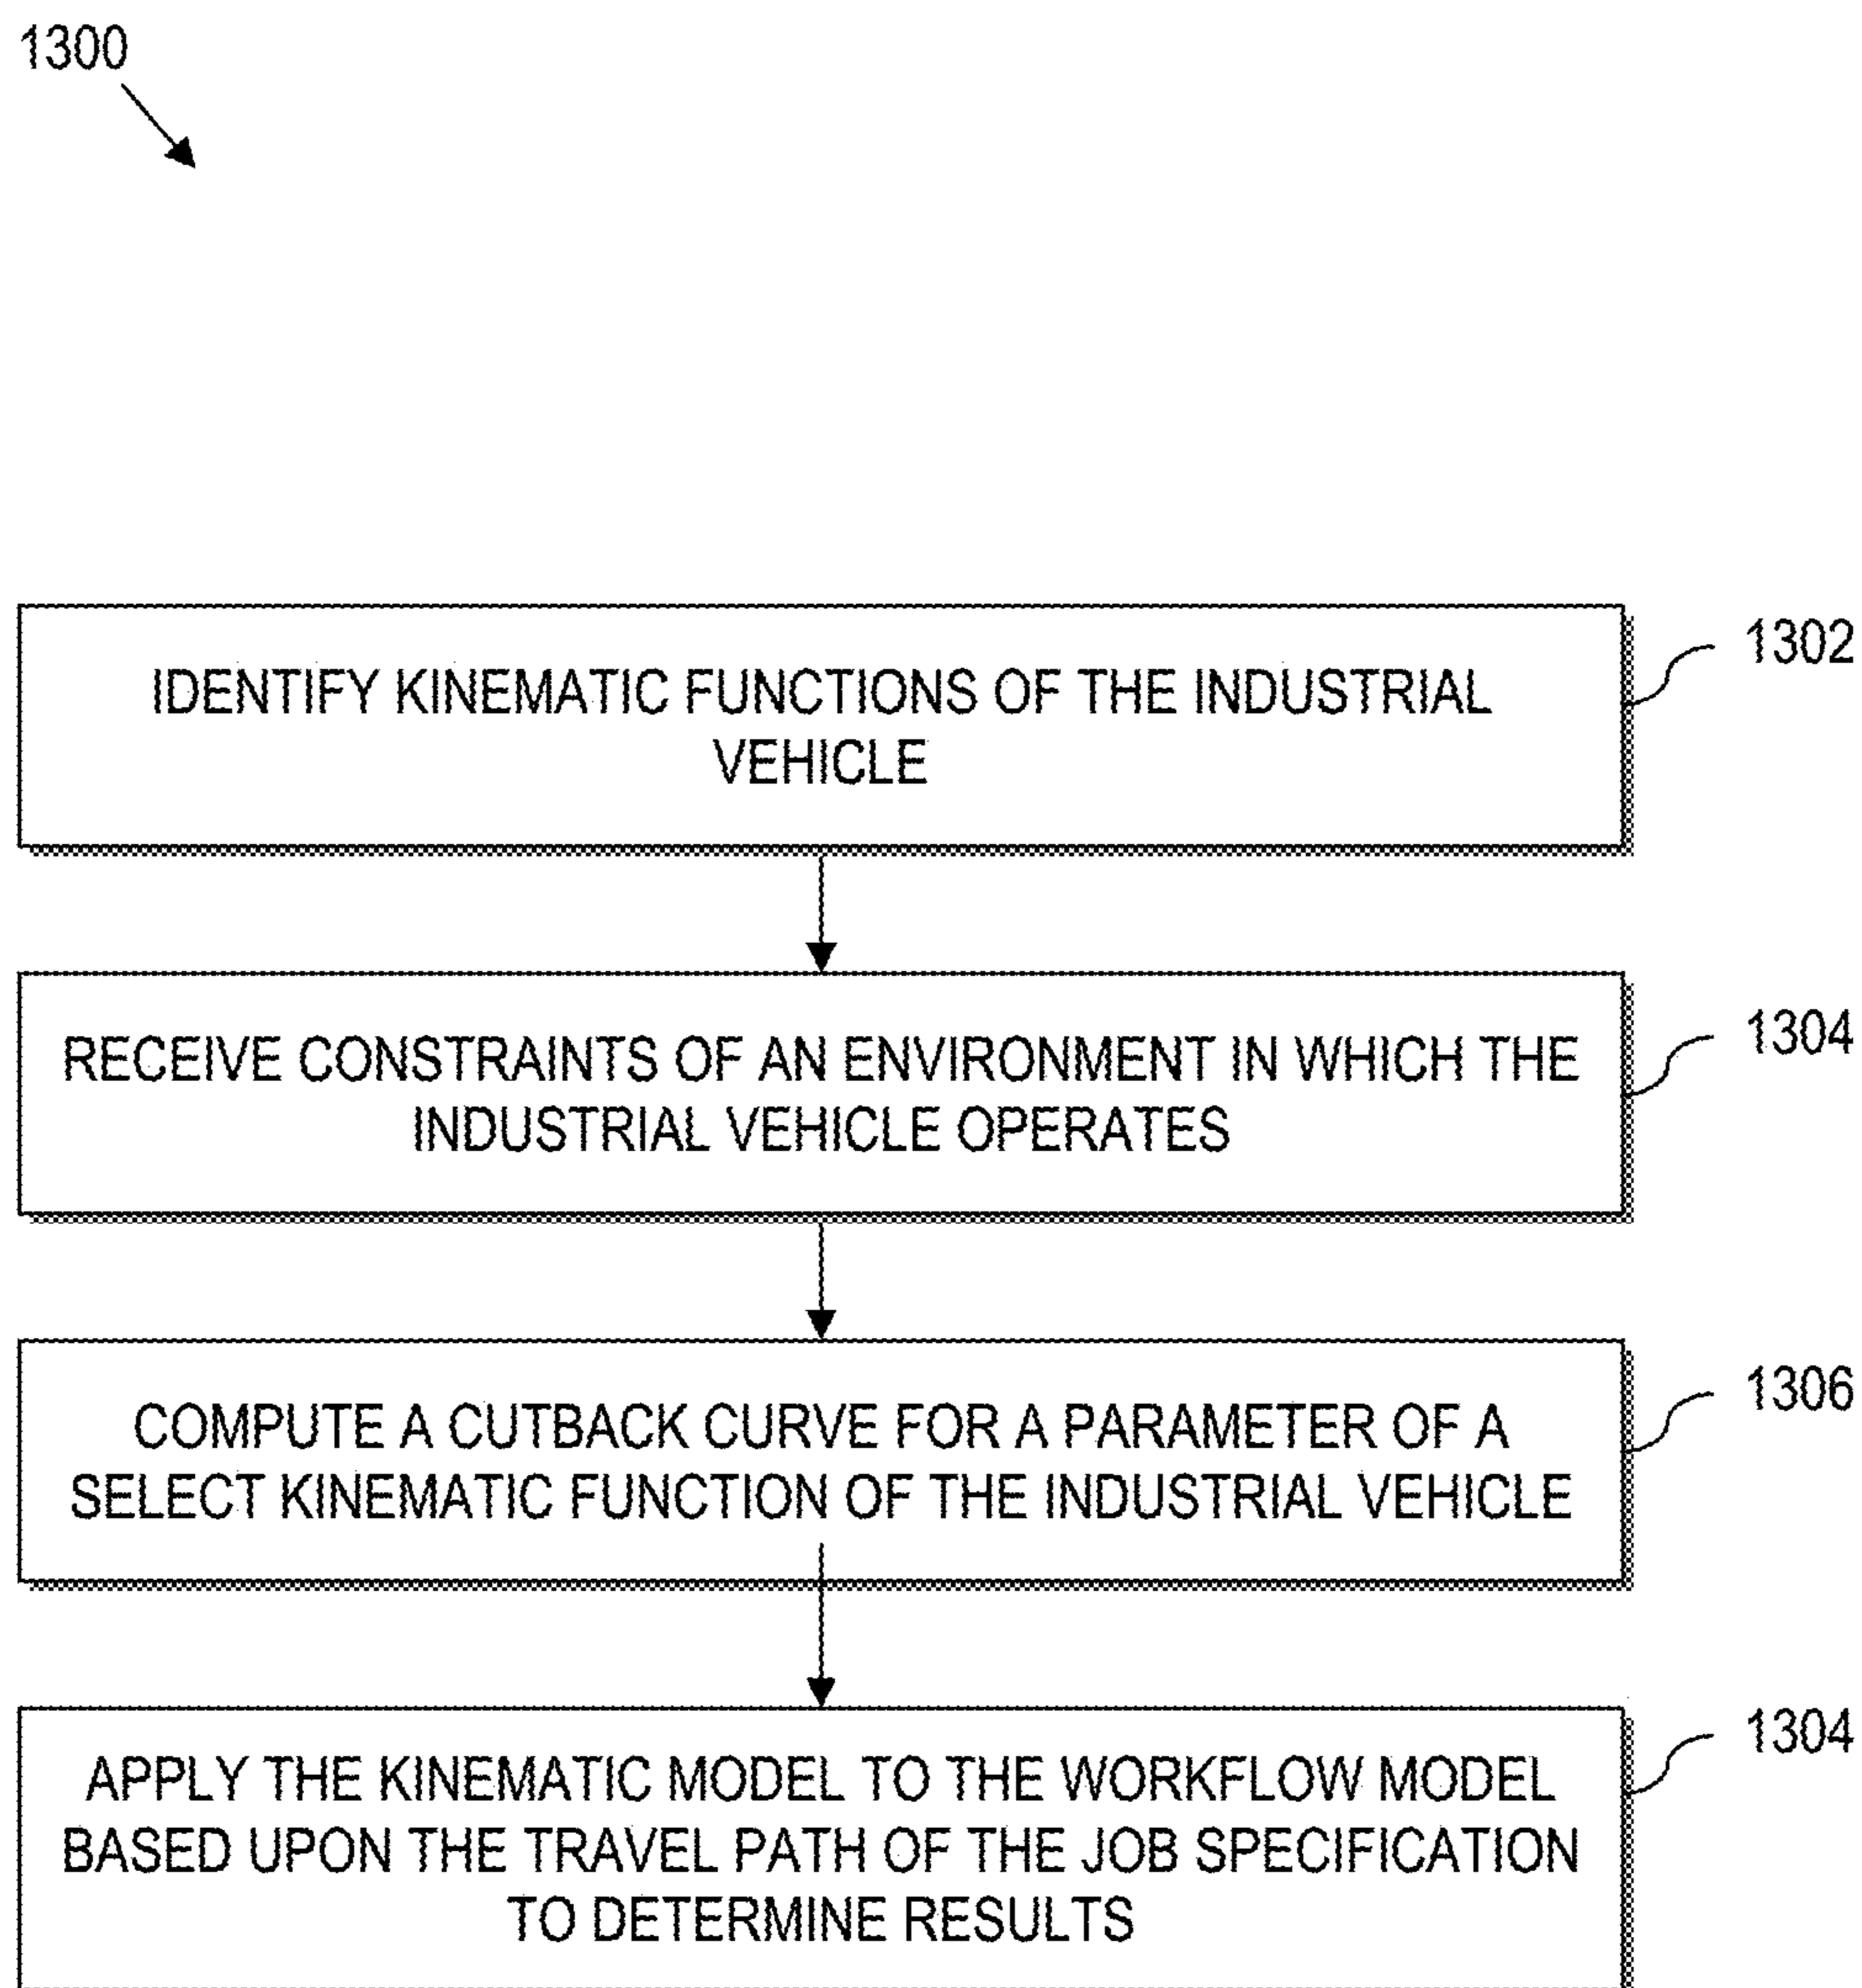 1300
IDENTIFY KINEMATIC FUNCTIONS OF THE INDUSTRIAL
VEHICLE
1302
RECEIVE CONSTRAINTS OF AN ENVIRONMENT IN WHICH THE
INDUSTRIAL VEHICLE OPERATES
1304
COMPUTE A CUTBACK CURVE FOR A PARAMETER OF A
SELECT KINEMATIC FUNCTION OF THE INDUSTRIAL VEHICLE
1306
APPLY THE KINEMATIC MODEL TO THE WORKFLOW MODEL
BASED UPON THE TRAVEL PATH OF THE JOB SPECIFICATION
TO DETERMINE RESULTS
1304